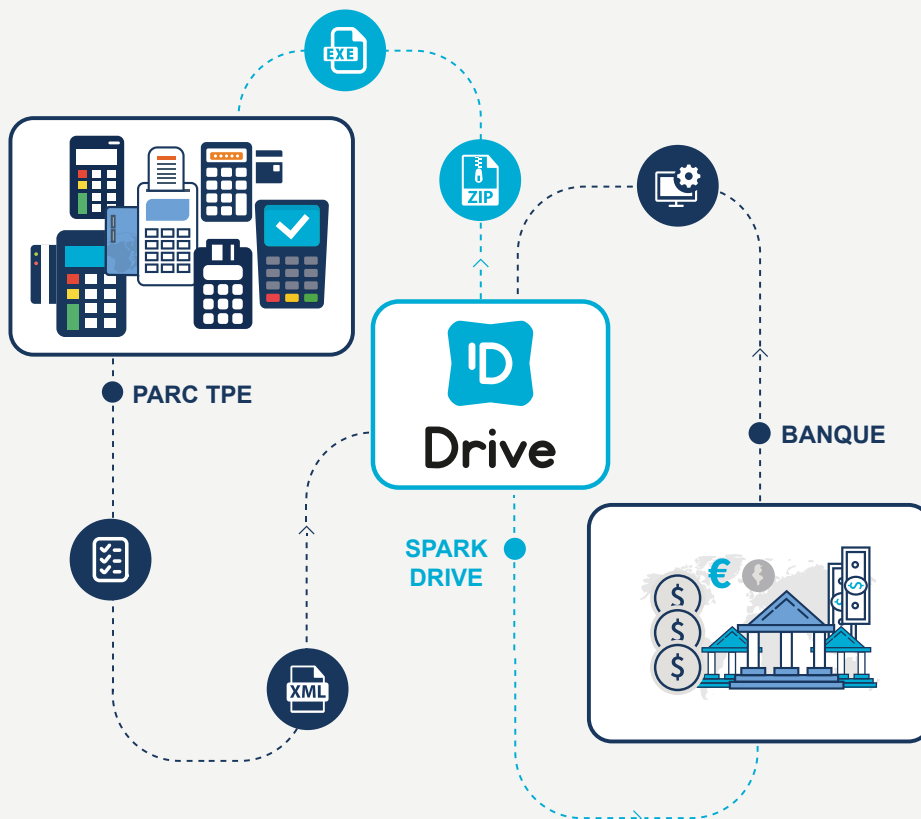 EXE
ZIP
PARC TPE
Drive
BANQUE
SPARK
DRIVE
€
$
$
$
$
$
XML